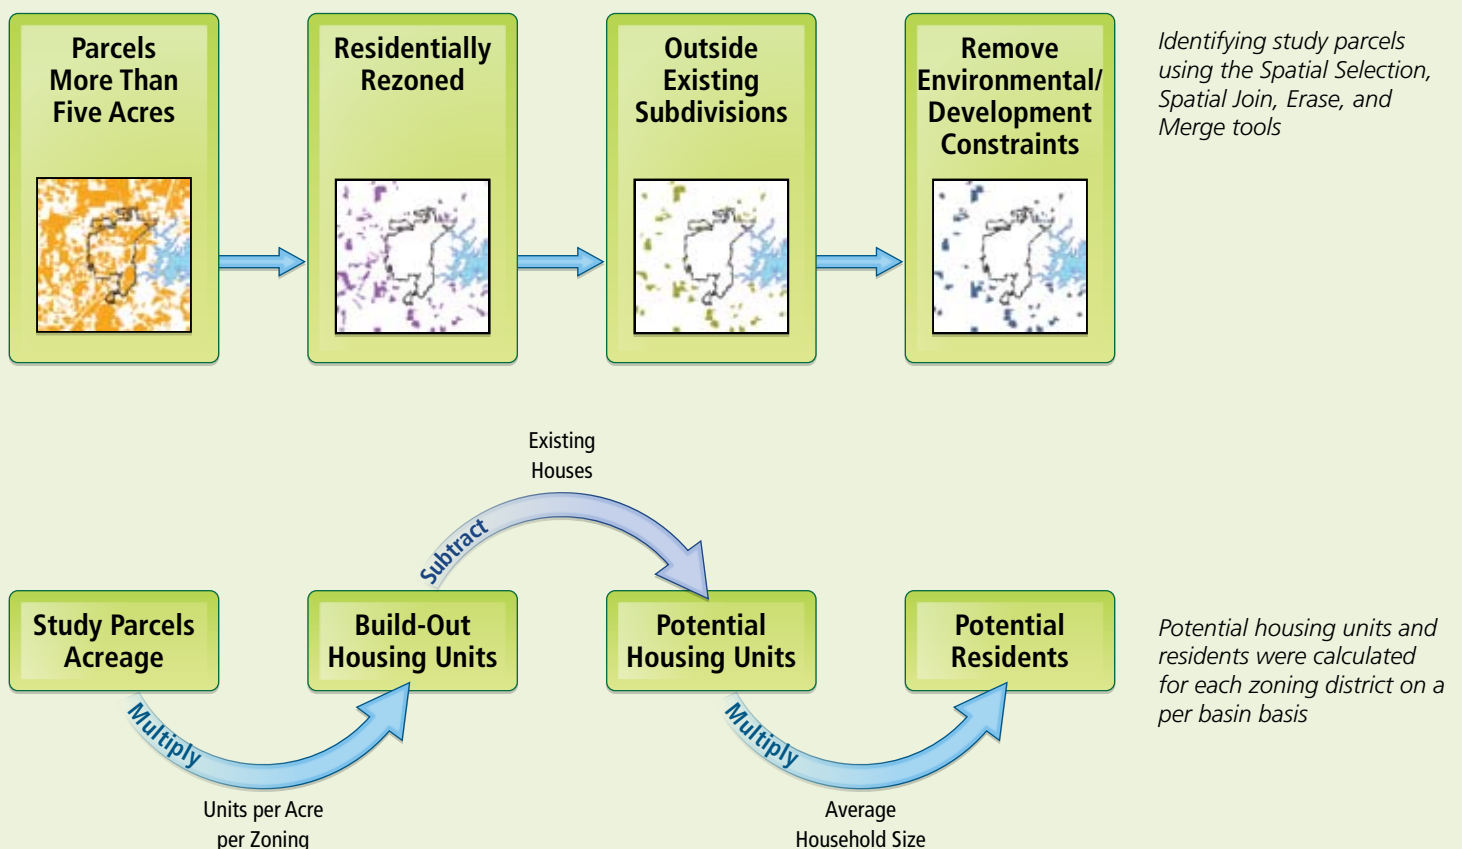 Parcels
More Than
Five Acres
Residentially
Rezoned
Outside
Existing
Subdivisions
Remove
Environmental/
Development
Constraints
Identifying study parcels
using the Spatial Selection,
Spatial Join, Erase, and
Merge tools
Existing
Houses
Subtract
Study Parcels
Acreage
Build-Out
Housing Units
Potential
Housing Units
Potential
Residents
Potential housing units and
residents were calculated
for each zoning district on a
per basin basis
Multiply
Units per Acre
per Zoning
Multiply
Average
Household Size